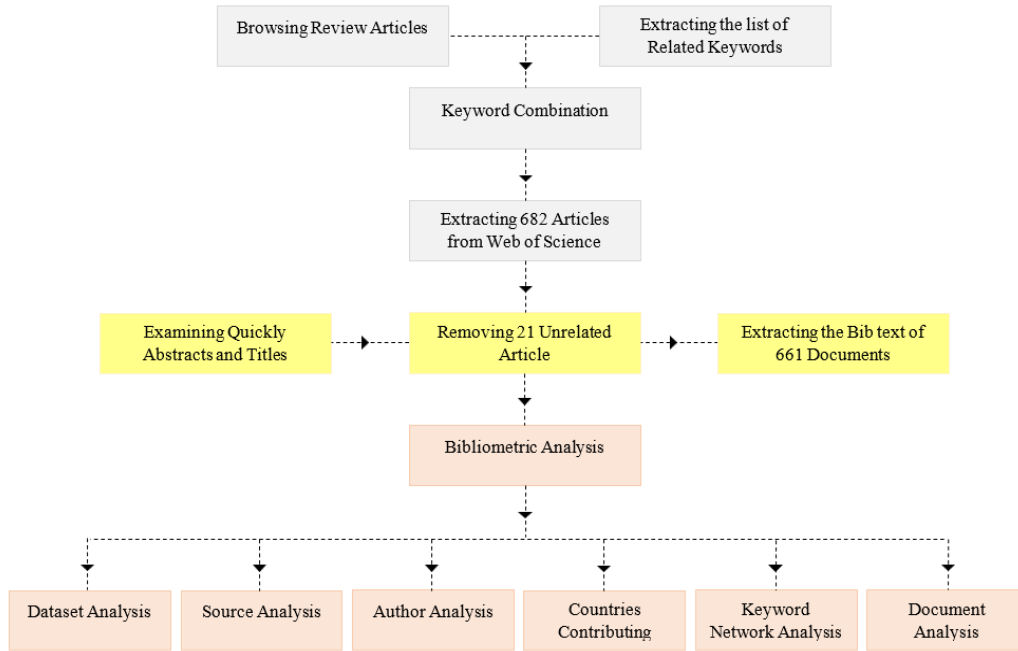 Browsing Review Articles
Extracting the list of
Related Keywords
Keyword Combination
Extracting 682 Articles
from Web of Science
Examining Quickly
Abstracts and Titles
Removing 21 Unrelated
Article
Extracting the Bib text of
661 Documents
Bibliometric Analysis
Dataset Analysis
Source Analysis
Author Analysis
Countries
Contributing
Keyword
Network Analysis
Document
Analysis